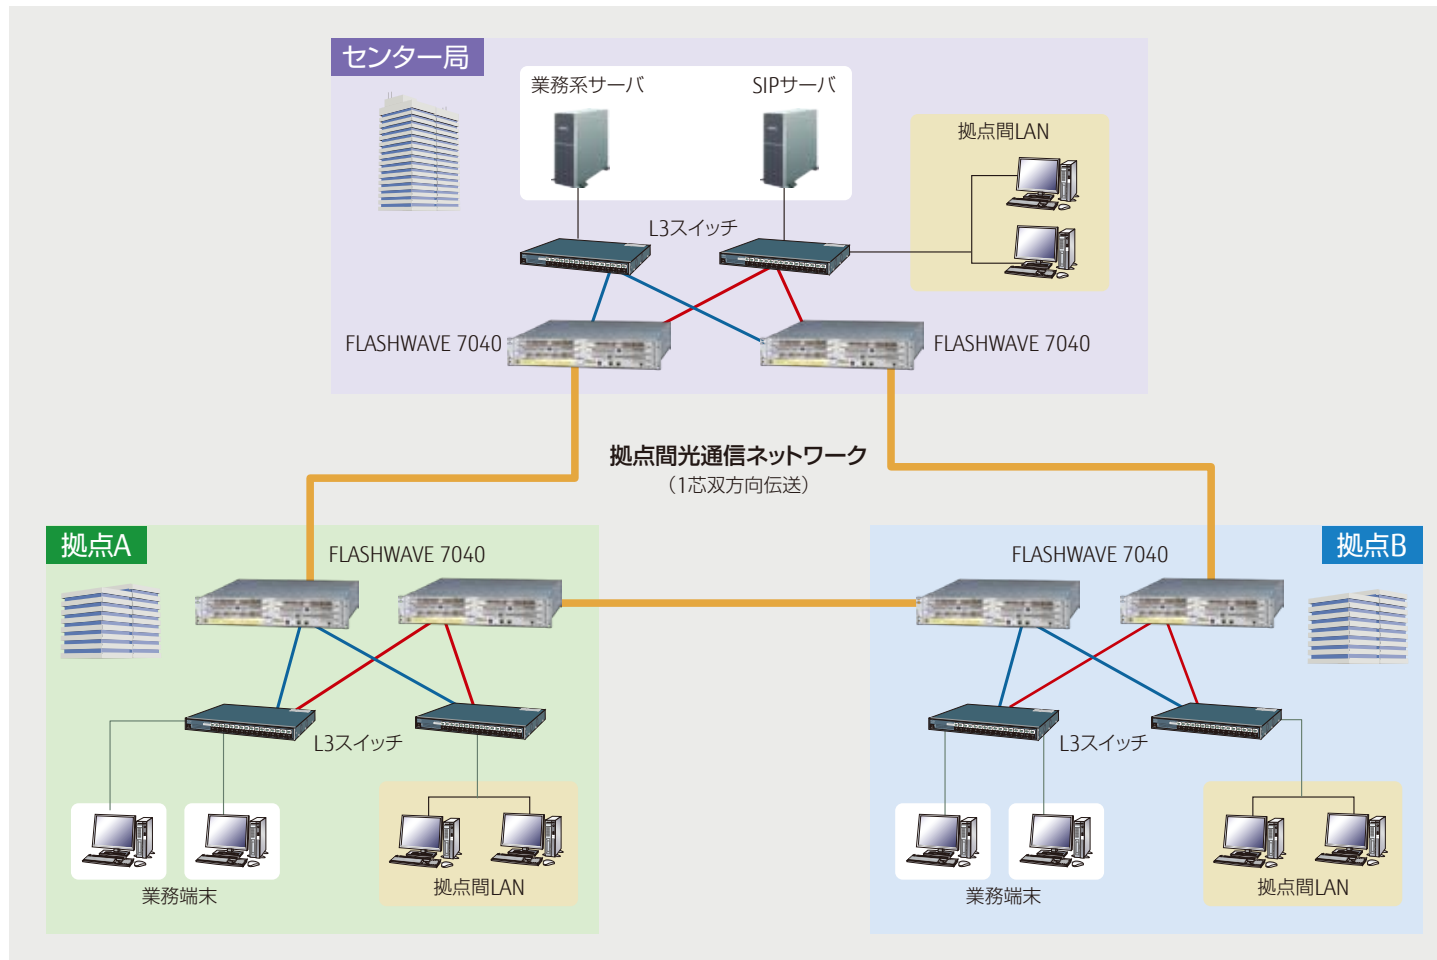 センター局
業務系サーバ
SIPサーバ
拠点間LAN
L3スイッチ
FLASHWAVE 7040
FLASHWAVE 7040
拠点間光通信ネットワーク
（1芯双方向伝送）
拠点A
FLASHWAVE 7040
L3スイッチ
業務端末
拠点間LAN
拠点B
FLASHWAVE 7040
L3スイッチ
業務端末
拠点間LAN